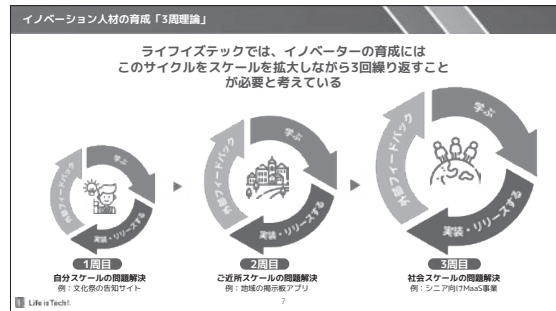 イノベーション人材の育成「3周理論」
ライフイズテックでは、イノベーターの育成には
このサイクルをスケールを拡大しながら3回繰り返すこと
が必要と考えている
学ぶ
実装・リリースする
外部フィードバック
1周目
自分スケールの問題解決
例：文化祭の告知サイト
学ぶ
実装・リリースする
外部フィードバック
2周目
ご近所スケールの問題解決
例：地域の掲示板アプリ
学ぶ
実装・リリースする
外部フィードバック
3周目
社会スケールの問題解決
例：シニア向けMaaS事業
Life is Tech!.
7